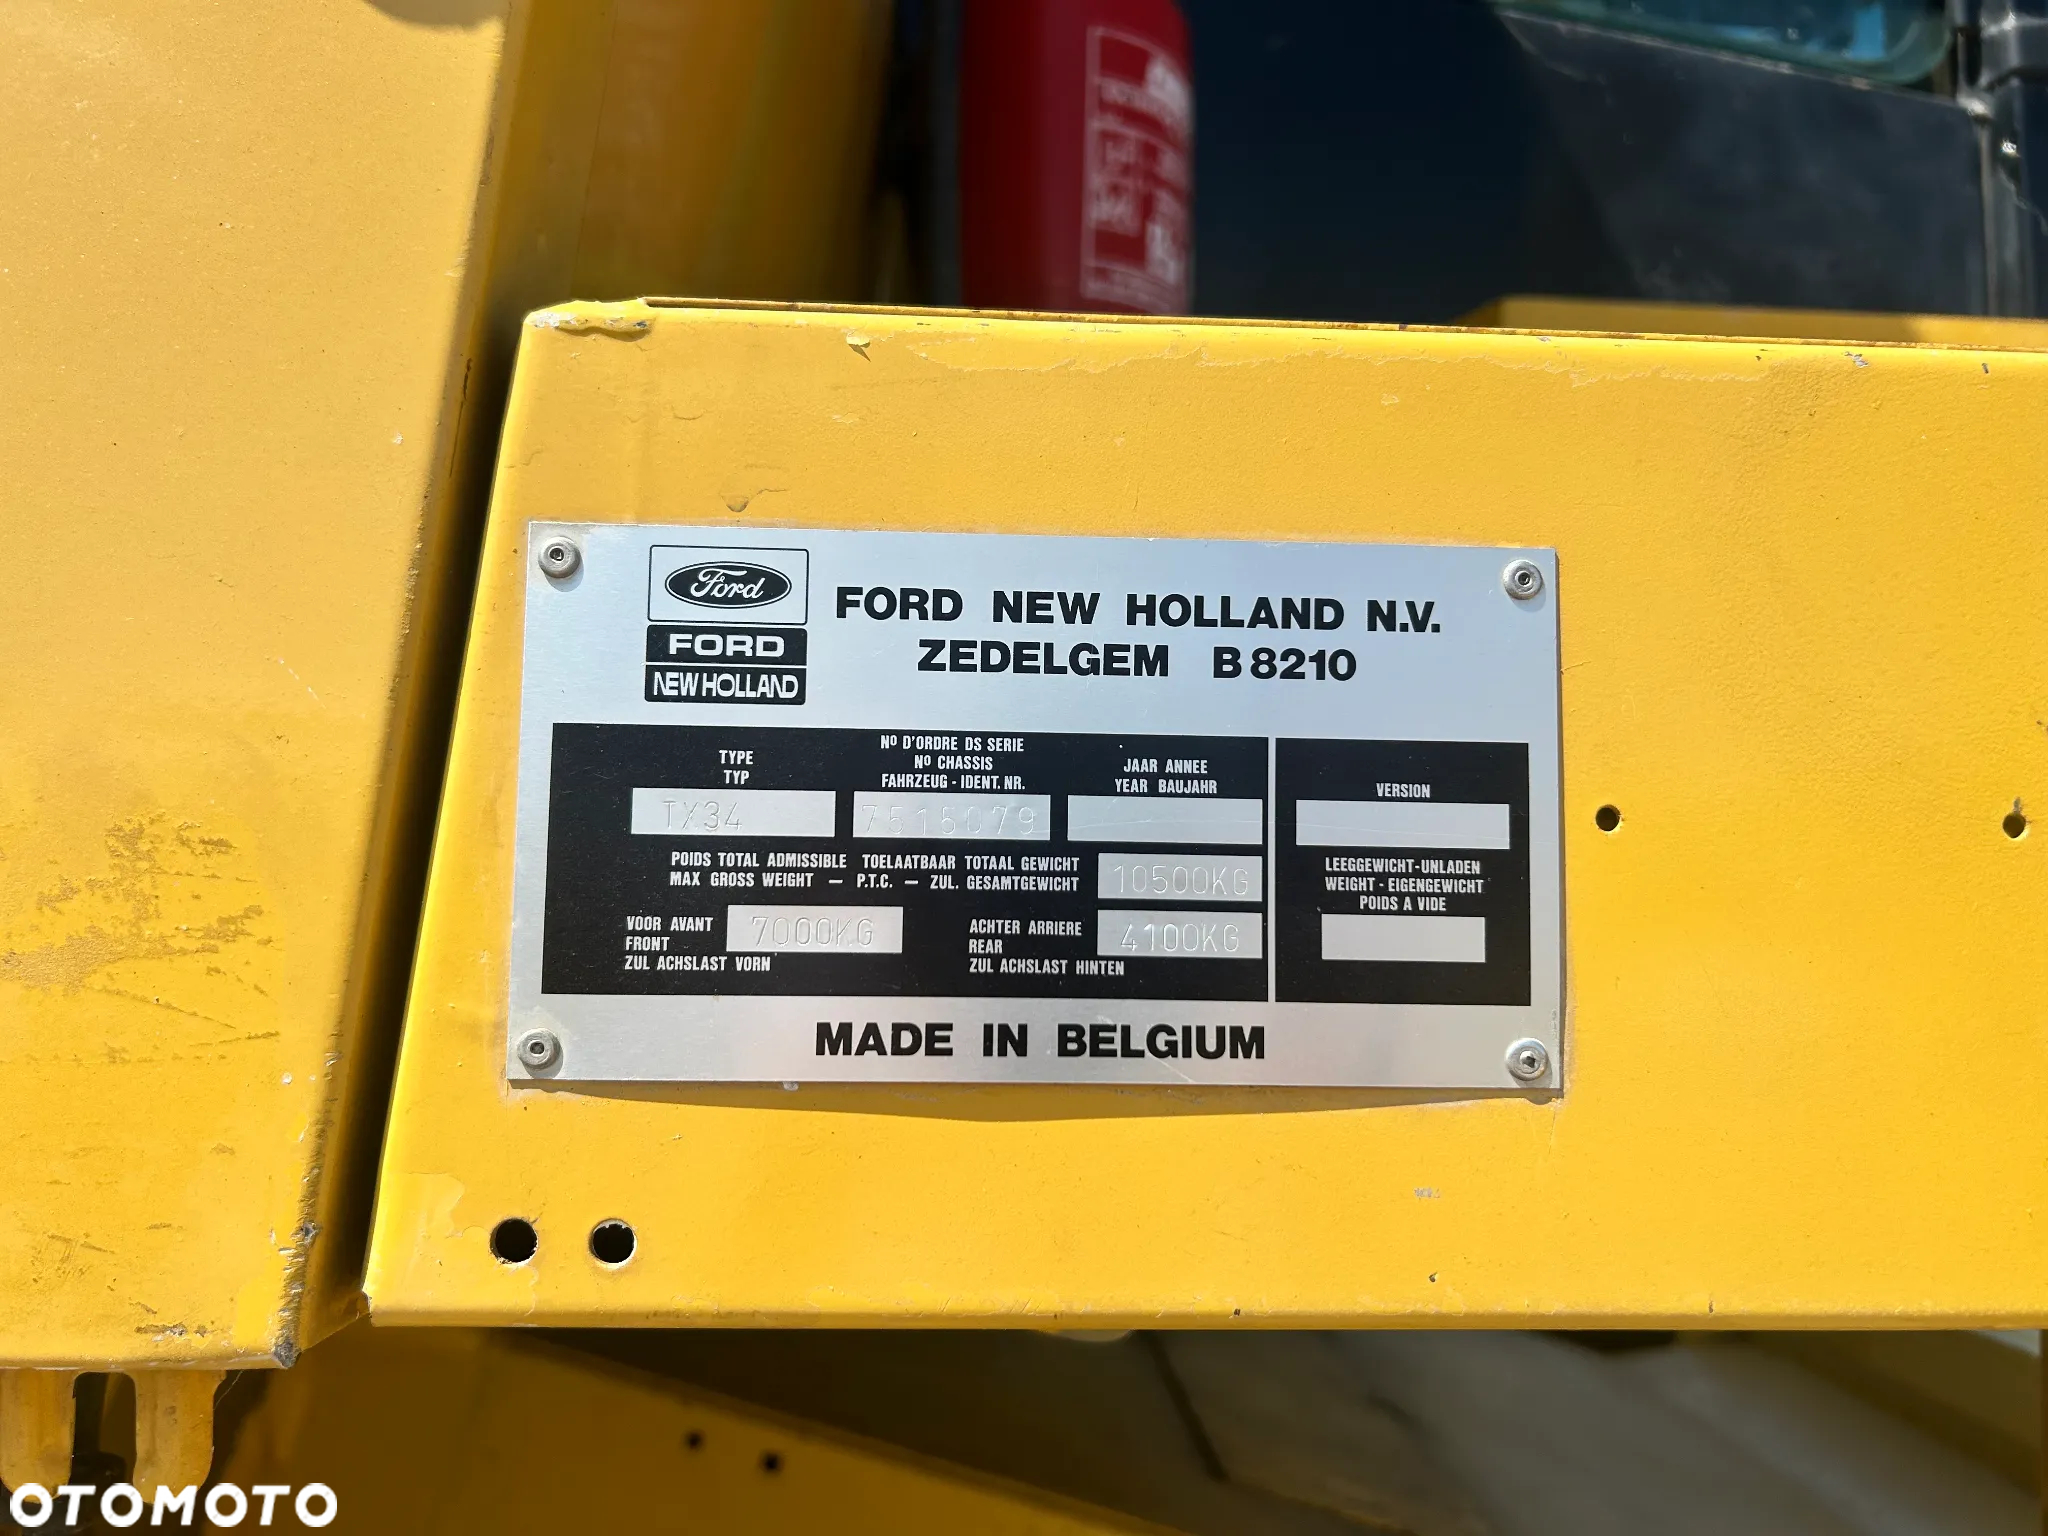 Ford
FORD
NEW HOLLAND
FORD NEW HOLLAND N.V.
ZEDELGEM B 8210
TYPE
TYP
TX34
Nº D'ORDRE DS SERIE
Nº CHASSIS
FAHRZEUG - IDENT. NR.
7515079
JAAR ANNEE
YEAR BAUJAHR
VERSION
POIDS TOTAL ADMISSIBLE TOELAATBAAR TOTAAL GEWICHT
MAX GROSS WEIGHT - P.T.C. - ZUL. GESAMTGEWICHT
10500KG
LEEGGEWICHT-UNLADEN
WEIGHT - EIGENGEWICHT
POIDS A VIDE
VOOR AVANT
FRONT
ZUL ACHSLAST VORN
7000KG
ACHTER ARRIERE
REAR
ZUL ACHSLAST HINTEN
4100KG
MADE IN BELGIUM
OTOMOTO